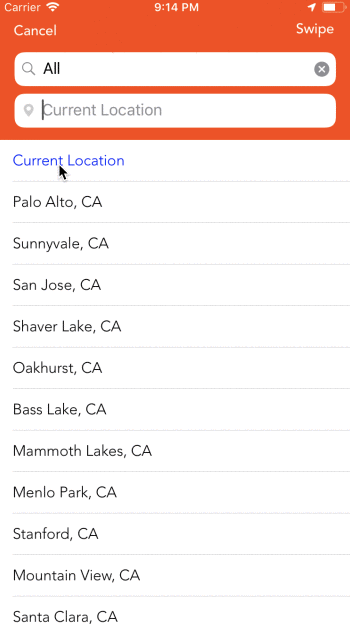 Carrier 9:14 PM
Cancel Swipe
All
Current Location
Current Location
Palo Alto, CA
Sunnyvale, CA
San Jose, CA
Shaver Lake, CA
Oakhurst, CA
Bass Lake, CA
Mammoth Lakes, CA
Menlo Park, CA
Stanford, CA
Mountain View, CA
Santa Clara, CA